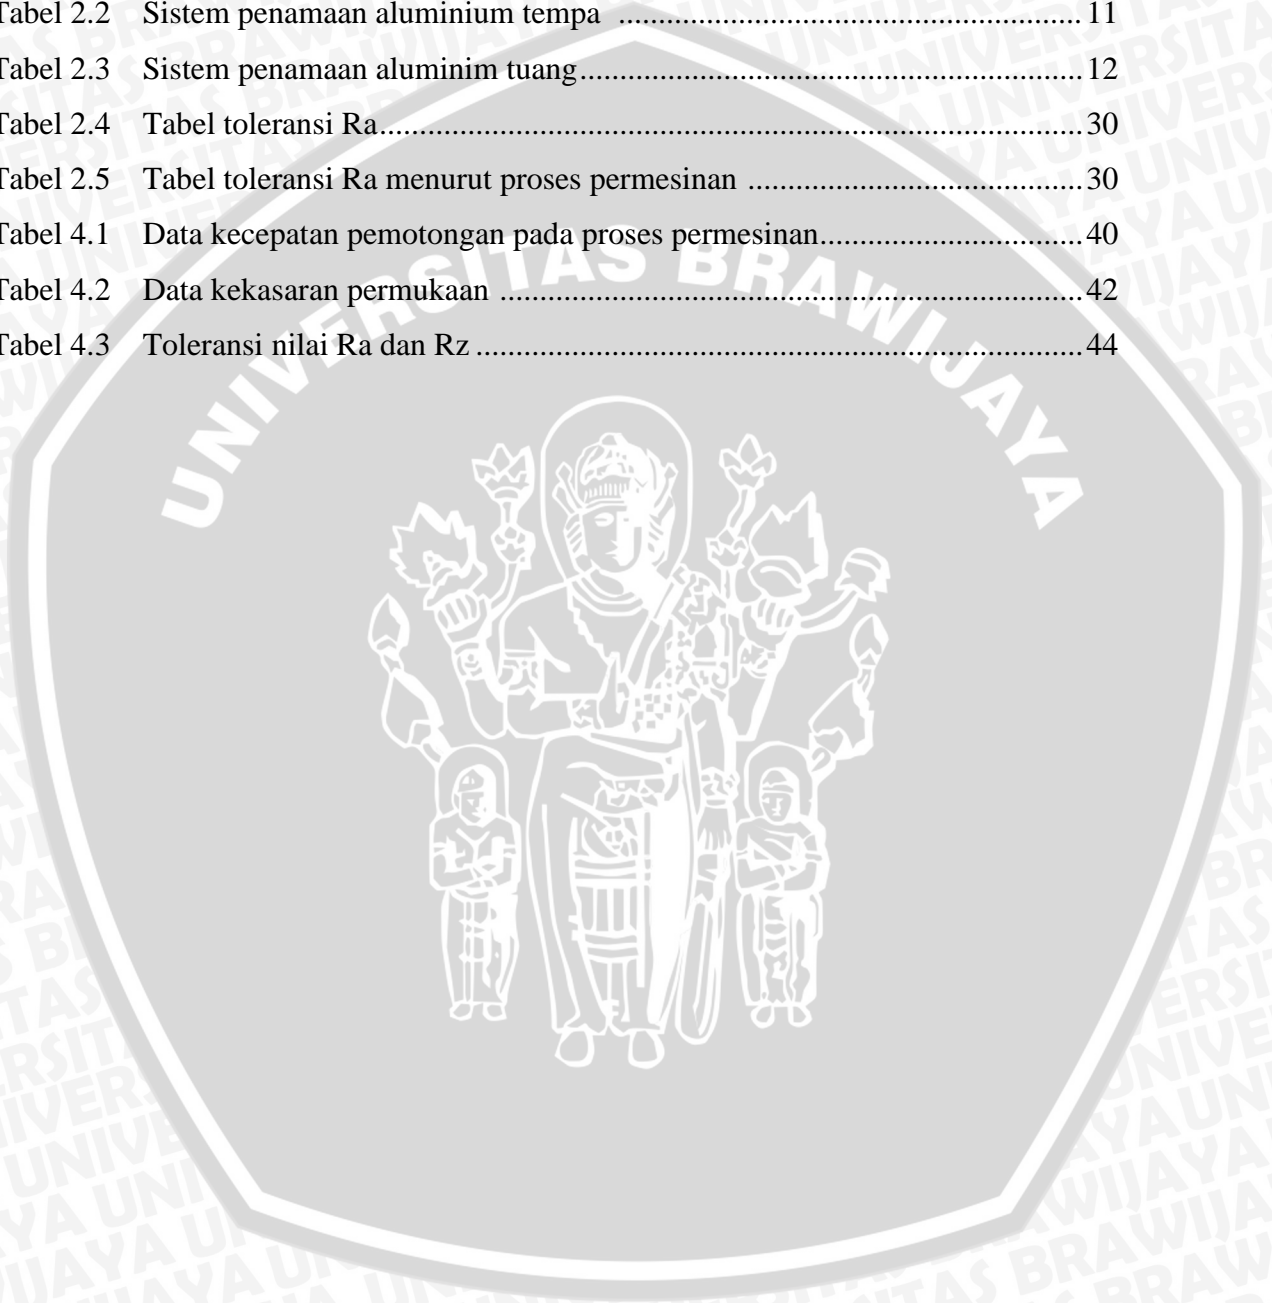 Tabel 2.2 Sistem penamaan aluminium tempa ........................................................ 11
Tabel 2.3 Sistem penamaan aluminim tuang ............................................................. 12
Tabel 2.4 Tabel toleransi Ra ..................................................................................... 30
Tabel 2.5 Tabel toleransi Ra menurut proses permesinan ......................................... 30
Tabel 4.1 Data kecepatan pemotongan pada proses permesinan ................................ 40
Tabel 4.2 Data kekasaran permukaan ....................................................................... 42
Tabel 4.3 Toleransi nilai Ra dan Rz .......................................................................... 44
UNIVERSITAS BRAWIJAYA